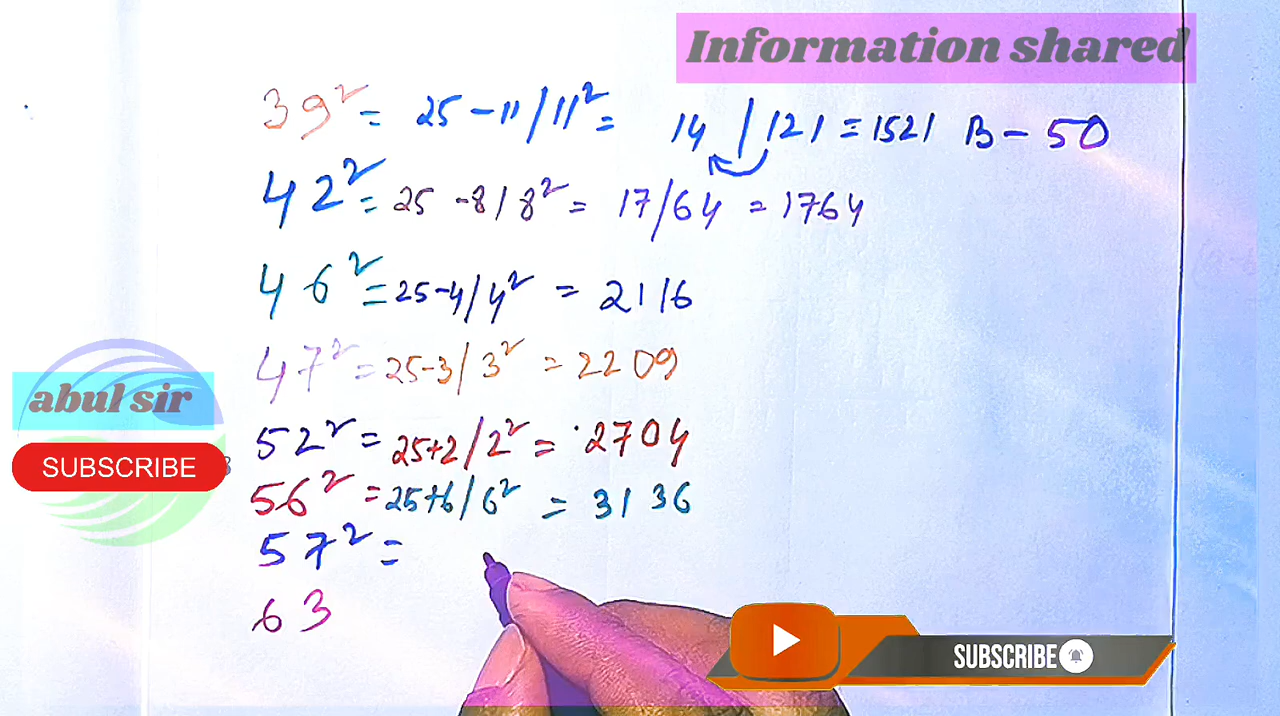 Information shared
39² = 25 - 11 / 11² = 14 / 121 = 1521 B - 50
42² = 25 - 8 / 8² = 17 / 64 = 1764
46² = 25 - 4 / 4² = 2116
47² = 25 - 3 / 3² = 2209
abul sir
52² = 25+2 / 2² = 2704
SUBSCRIBE
56² = 25+6 / 6² = 3136
57² =
63
SUBSCRIBE